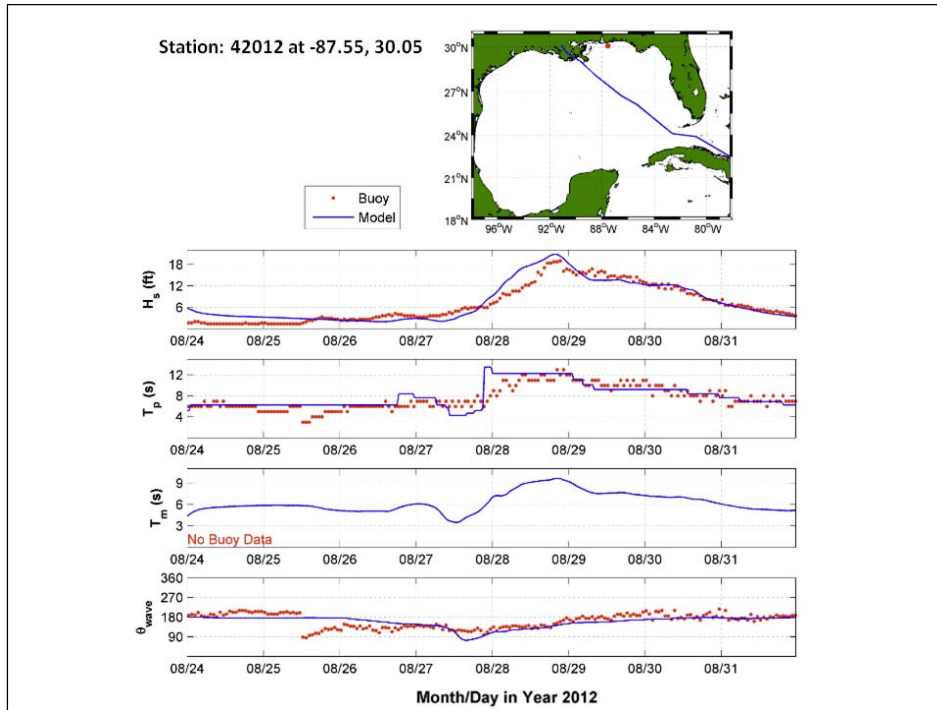 Station: 42012 at -87.55, 30.05
30°N
27°N
24°N
21°N
18°N
96°W 92°W 88°W 84°W 80°W
Buoy
Model
H_s (ft)
18
12
6
08/24 08/25 08/26 08/27 08/28 08/29 08/30 08/31
T_p (s)
12
8
4
08/24 08/25 08/26 08/27 08/28 08/29 08/30 08/31
T_m (s)
9
6
3
No Buoy Data
08/24 08/25 08/26 08/27 08/28 08/29 08/30 08/31
θ_wave
360
270
180
90
08/24 08/25 08/26 08/27 08/28 08/29 08/30 08/31
Month/Day in Year 2012